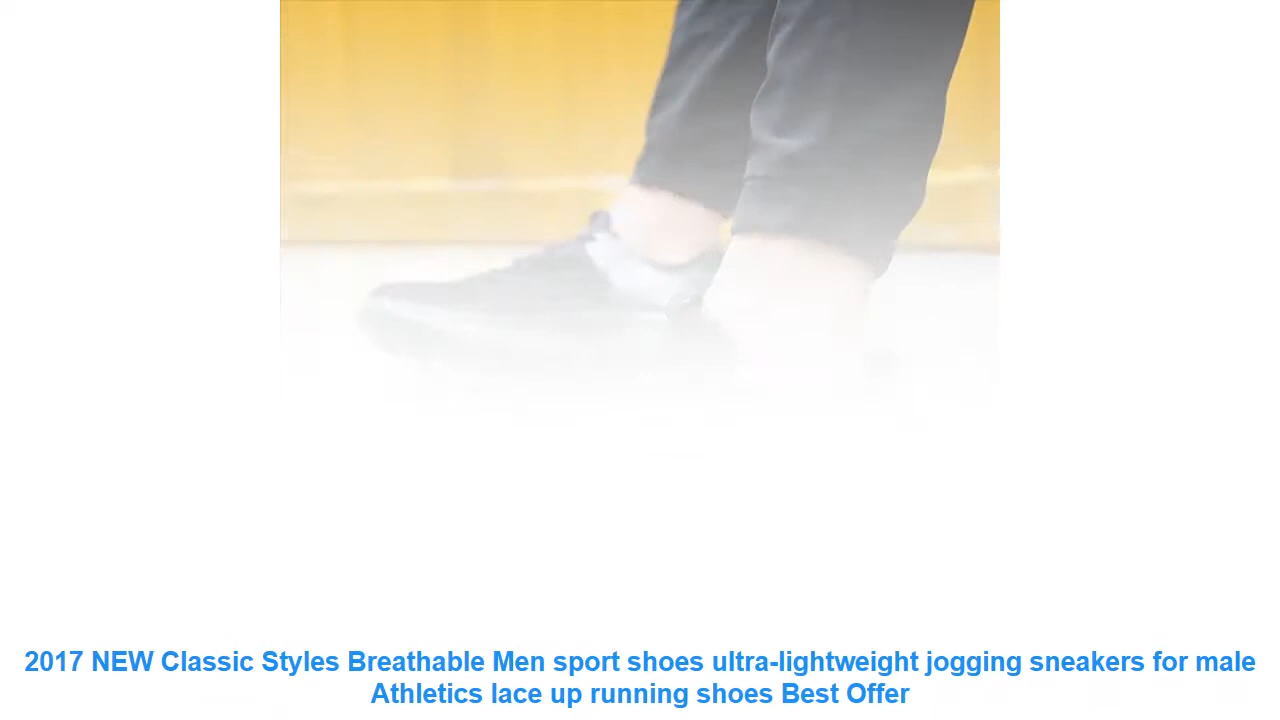 2017 NEW Classic Styles Breathable Men sport shoes ultra-lightweight jogging sneakers for male
Athletics lace up running shoes Best Offer